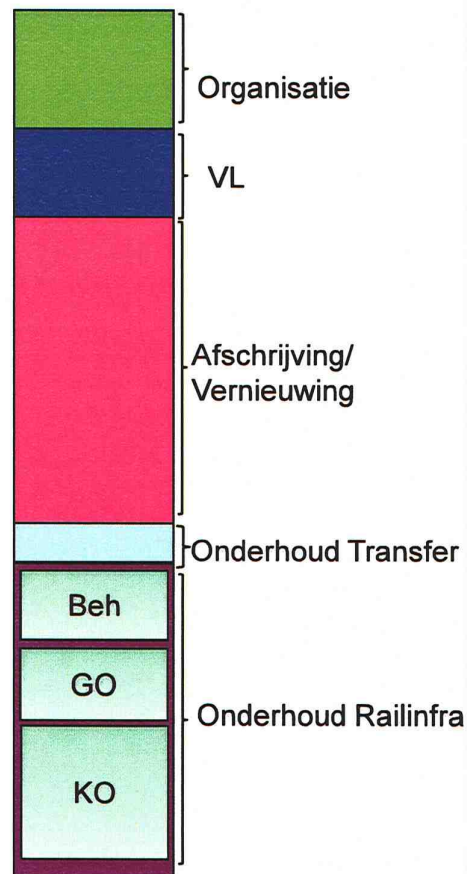 Organisatie
VL
Afschrijving/
Vernieuwing
Onderhoud Transfer
Beh
GO
Onderhoud Railinfra
KO